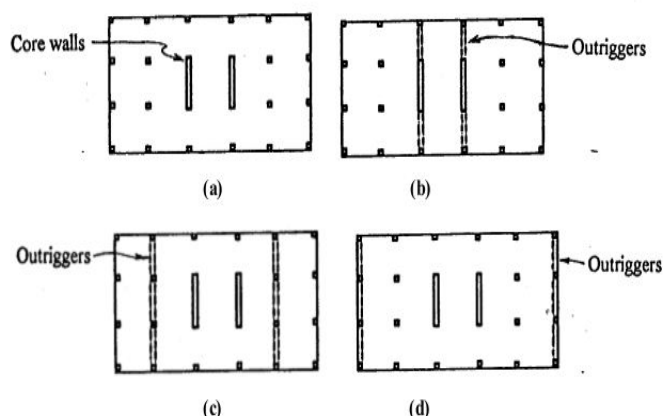 Core walls
Outriggers
(a)
(b)
Outriggers
Outriggers
(c)
(d)